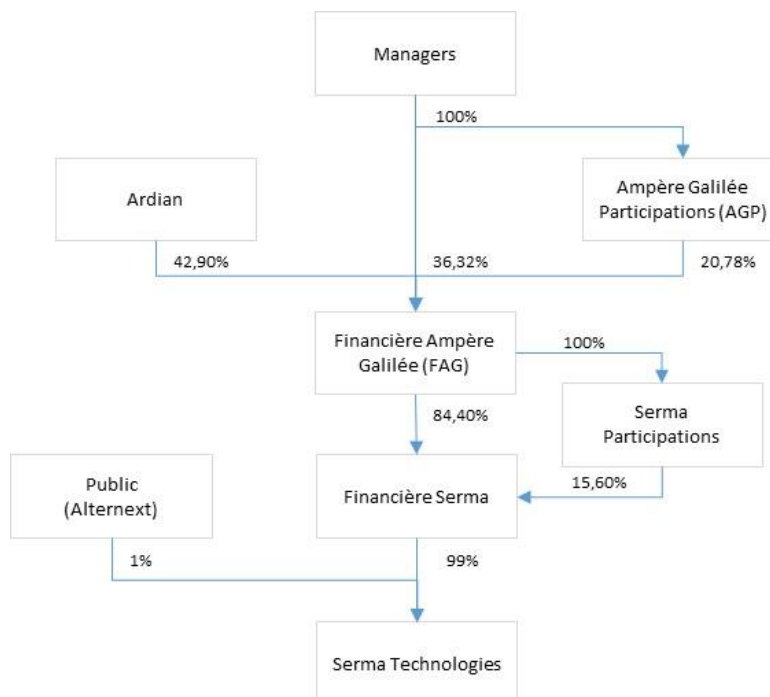 Managers
100%
Ardian
Ampère Galilée
Participations (AGP)
42,90%
36,32%
20,78%
Financière Ampère
Galilée (FAG)
100%
84,40%
Serma
Participations
Public
(Alternext)
Financière Serma
15,60%
1%
99%
Serma Technologies